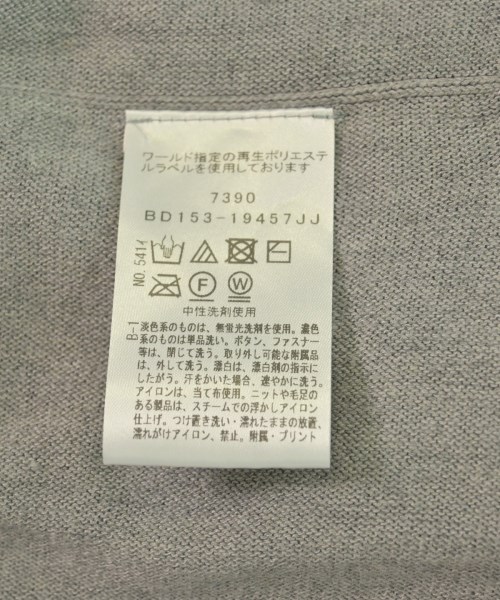 ワールド指定の再生ポリエステ
ルラベルを使用しております
7390
BD153-19457JJ
NO.541
F
W
中性洗剤使用
B-1
淡色系のものは、無蛍光洗剤を使用。濃色
系のものは単品洗い。ボタン、ファスナー
等は、閉じて洗う。取り外し可能な附属品
は、外して洗う。漂白は、漂白剤の指示に
したがう。汗をかいた場合、速やかに洗う。
アイロンは、当て布使用。ニットや毛足の
ある製品は、スチームでの浮かしアイロン
仕上げ。つけ置き洗い・濡れたままの放置、
濡れがけアイロン、禁止。附属・プリント